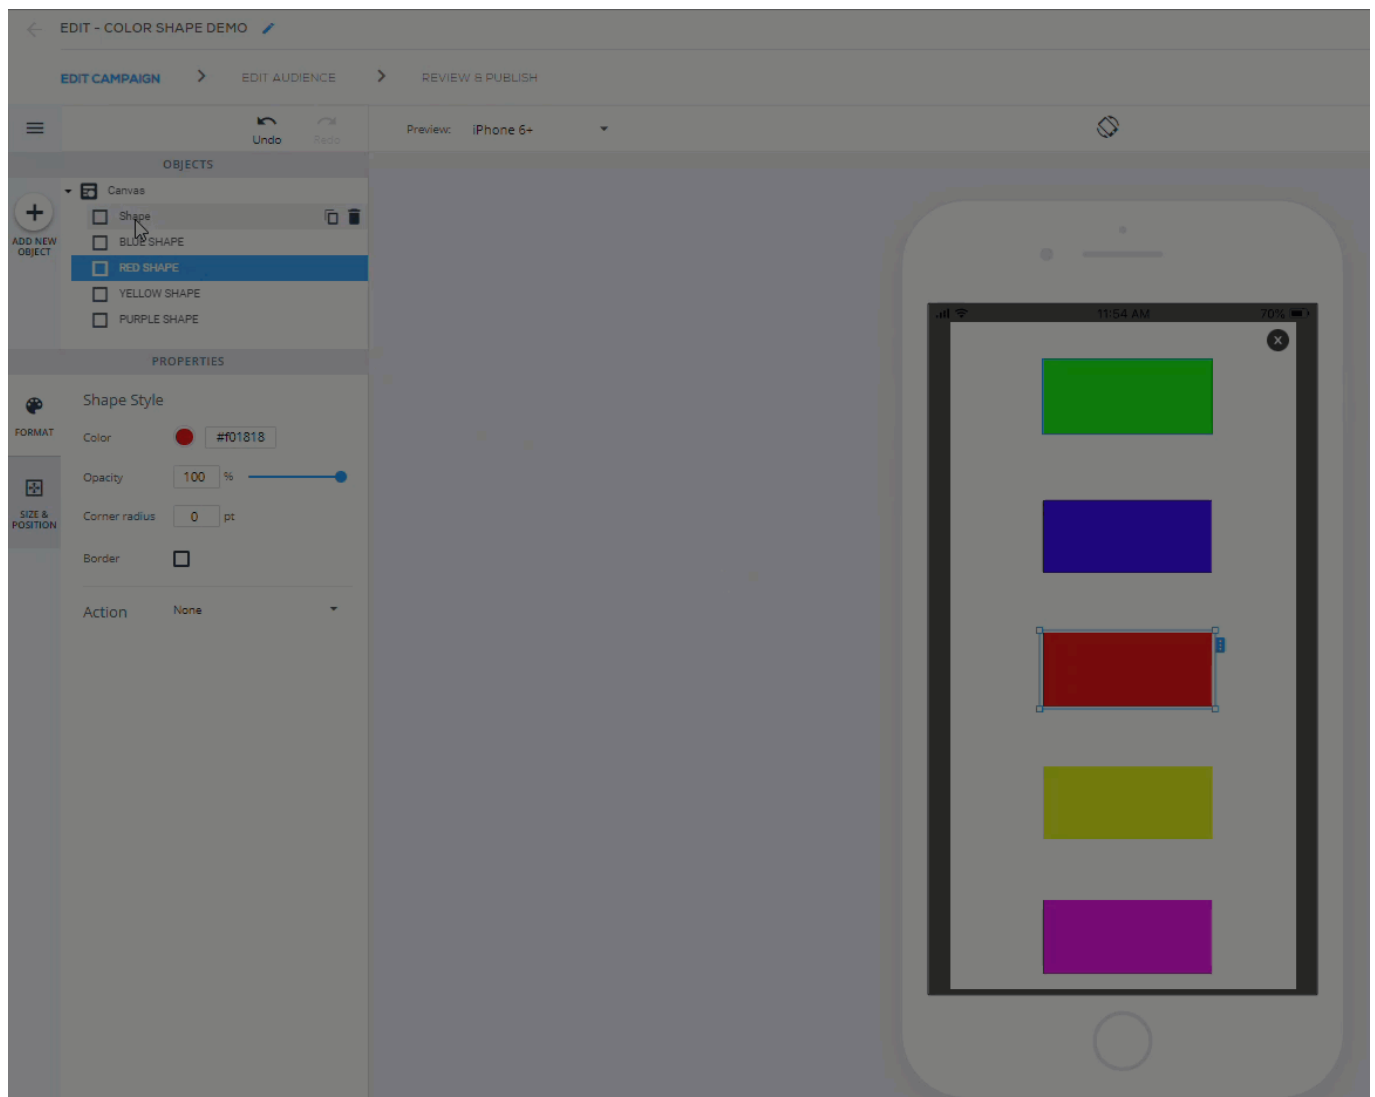 EDIT - COLOR SHAPE DEMO
EDIT CAMPAIGN > EDIT AUDIENCE > REVIEW & PUBLISH
Undo Redo
Preview: iPhone 6+
OBJECTS
Canvas
ADD NEW
OBJECT
Shape
BLUE SHAPE
RED SHAPE
YELLOW SHAPE
PURPLE SHAPE
PROPERTIES
FORMAT
SIZE &
POSITION
Shape Style
Color #f01818
Opacity 100 %
Corner radius 0 pt
Border
Action None
11:54 AM 70%